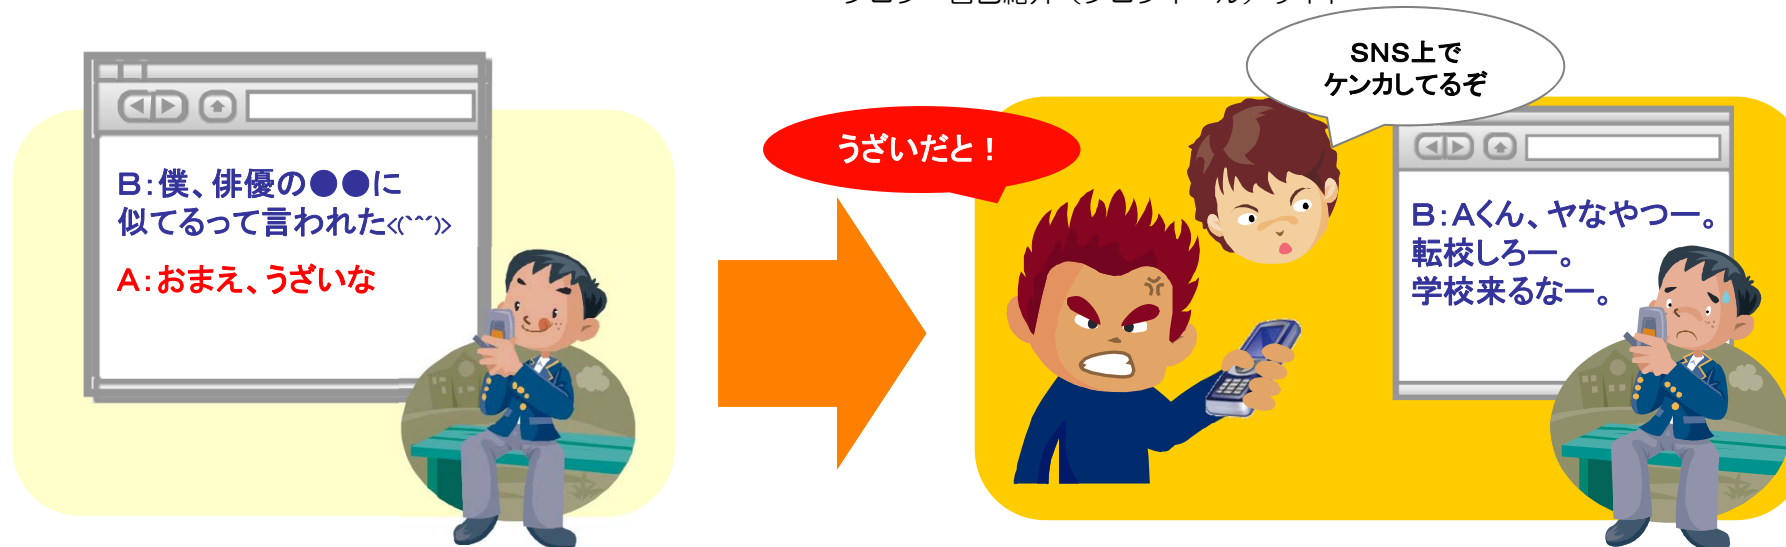 B:僕、俳優の●●に
似てるって言われた<(｀^´)>
A:おまえ、うざいな
うざいだと！
SNS上で
ケンカしてるぞ
B:Aくん、ヤなやつー。
転校しろー。
学校来るなー。